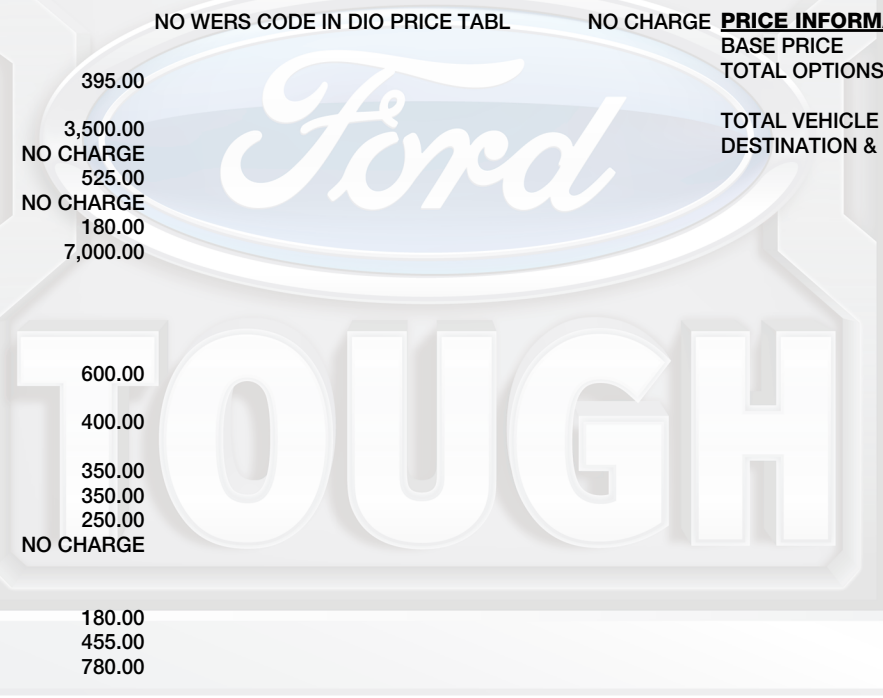 NO WERS CODE IN DIO PRICE TABL NO CHARGE PRICE INFORM
BASE PRICE
395.00 TOTAL OPTIONS
3,500.00 TOTAL VEHICLE
NO CHARGE DESTINATION &
525.00
NO CHARGE
180.00
7,000.00
Ford
TOUGH
600.00
400.00
350.00
350.00
250.00
NO CHARGE
180.00
455.00
780.00